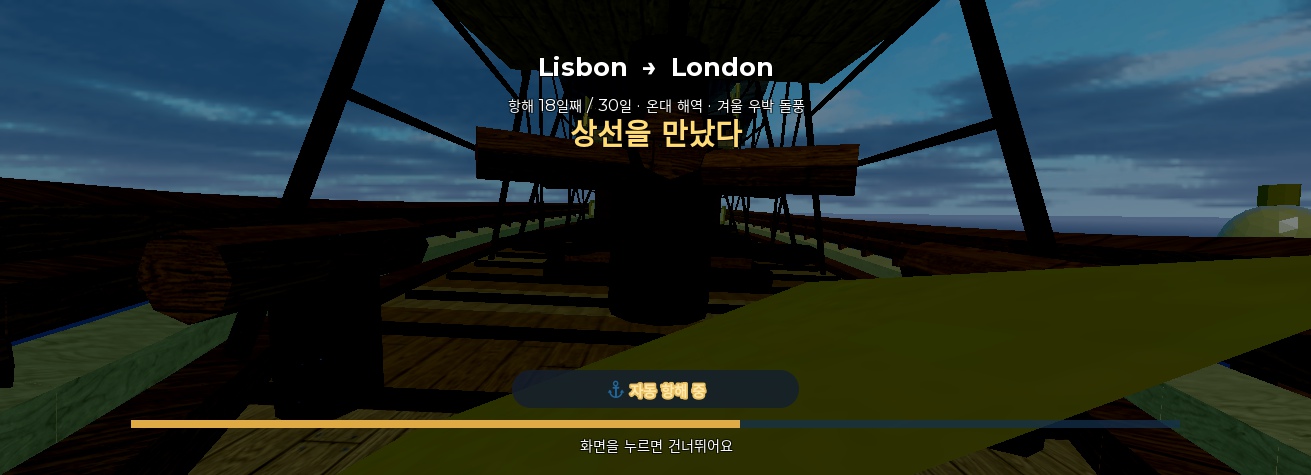 Lisbon → London
항해 18일째 / 30일 · 온대 해역 · 겨울 우박 돌풍
상선을 만났다
⚓ 자동 항해 중
화면을 누르면 건너뛰어요